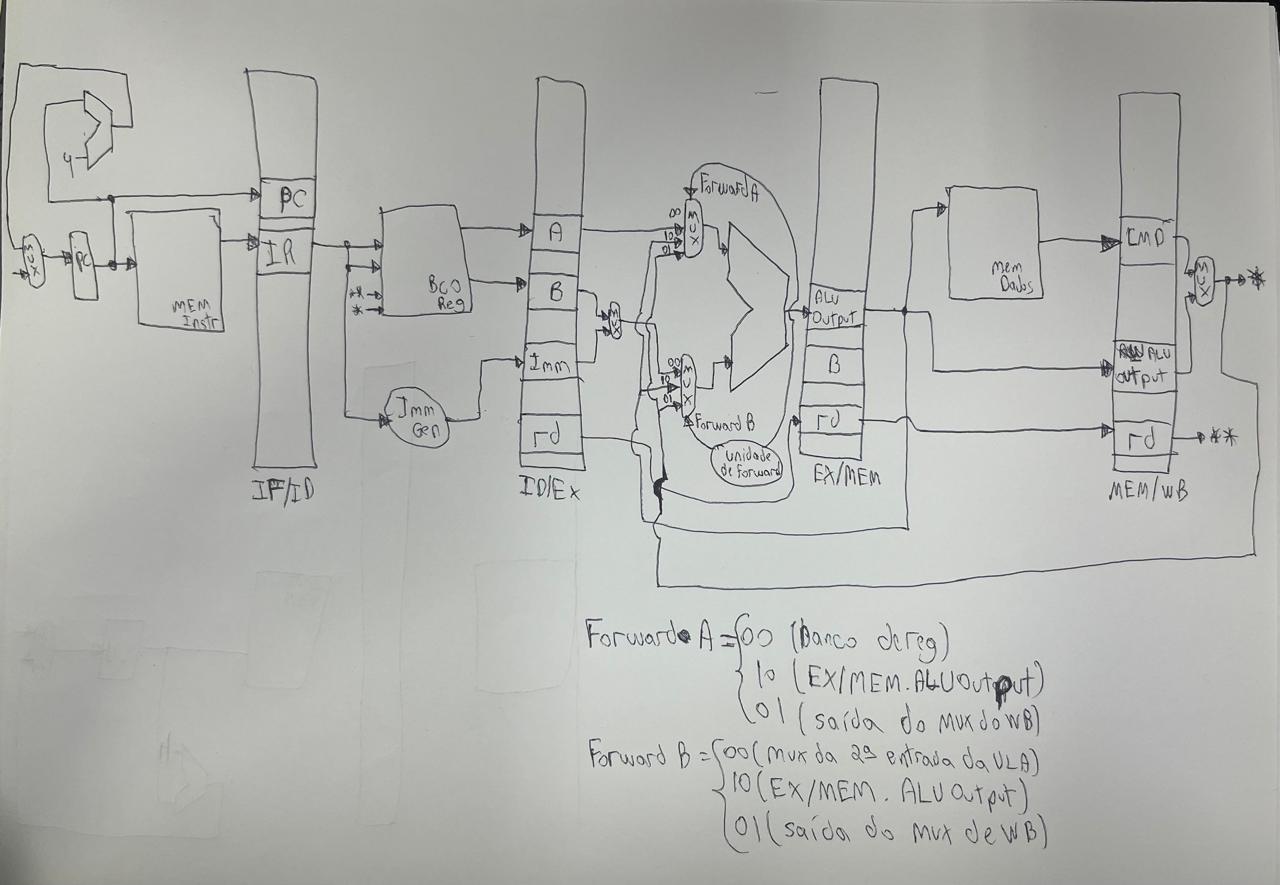 4
MUX
PC
MEM
Instr
PC
IR
IF/ID
BCO
Reg
**
*
Imm
Gen
A
B
Imm
rd
ID/EX
MUX
Forward A
00
10
01
MUX
00
10
01
MUX
Forward B
unidade
de forward
ALU
Output
B
rd
EX/MEM
Mem
Dados
LMD
ALU
Output
rd
MEM/WB
MUX
*
**
Forward A = 00 (Banco de reg)
10 (EX/MEM.ALUOutput)
01 (saída do mux do WB)
Forward B = 00 (mux da 2ª entrada da ULA)
10 (EX/MEM. ALUOutput)
01 (saída do mux de WB)